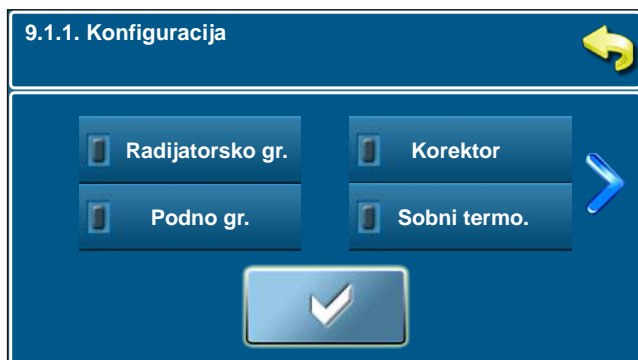 9.1.1. Konfiguracija
Radijatorsko gr.
Korektor
Podno gr.
Sobni termo.